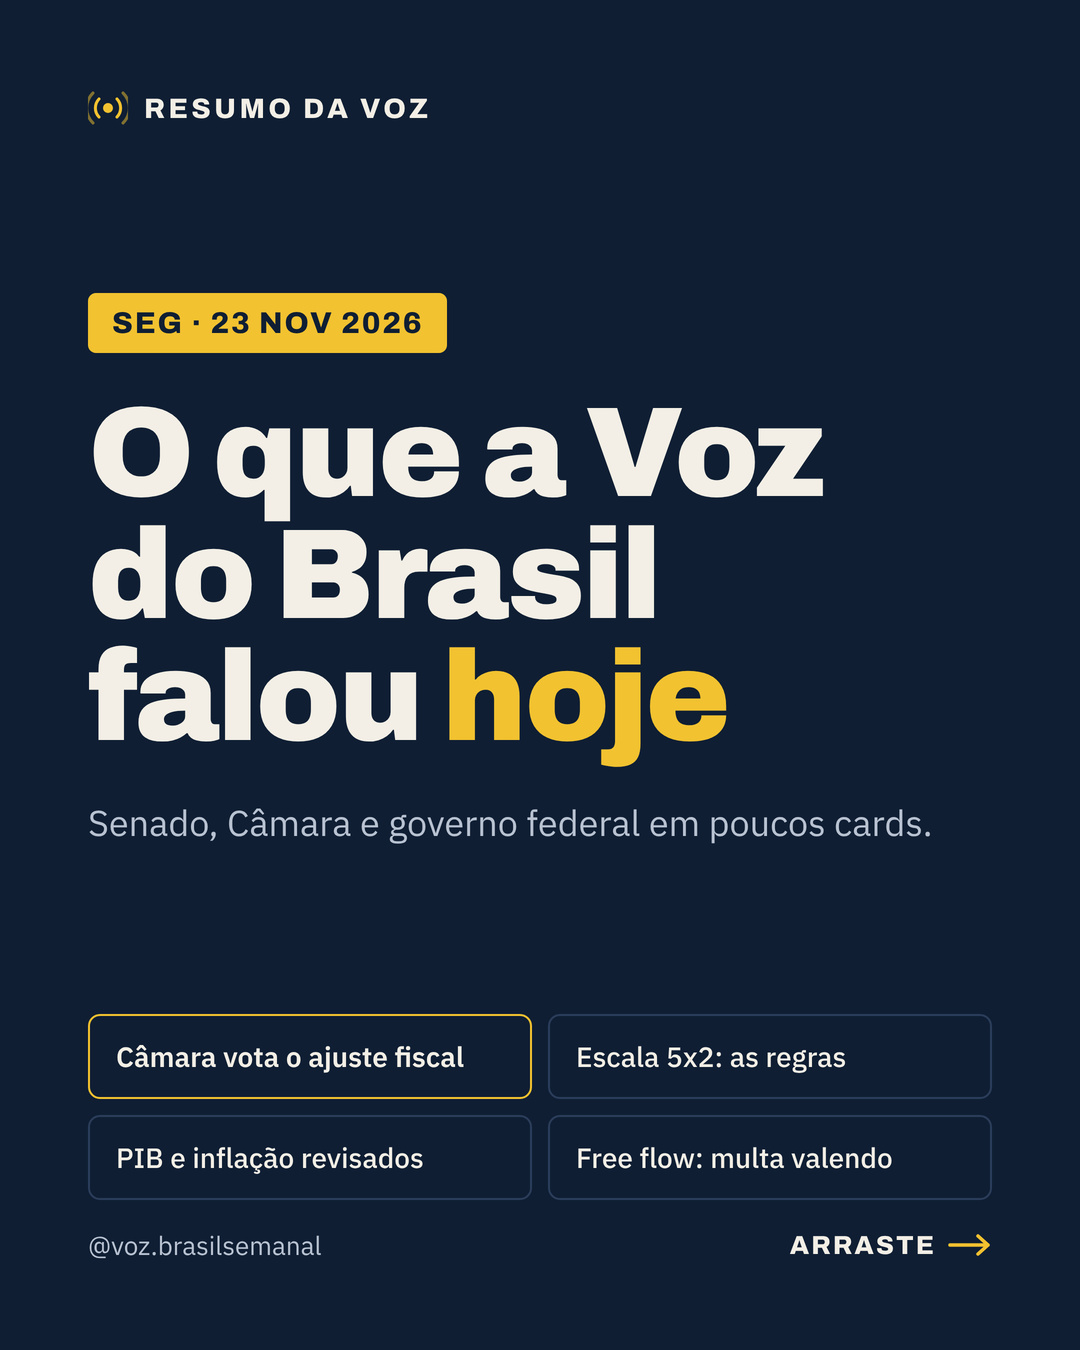 RESUMO DA VOZ
SEG · 23 NOV 2026
O que a Voz
do Brasil
falou hoje
Senado, Câmara e governo federal em poucos cards.
Câmara vota o ajuste fiscal
Escala 5x2: as regras
PIB e inflação revisados
Free flow: multa valendo
@voz.brasilsemanal
ARRASTE →